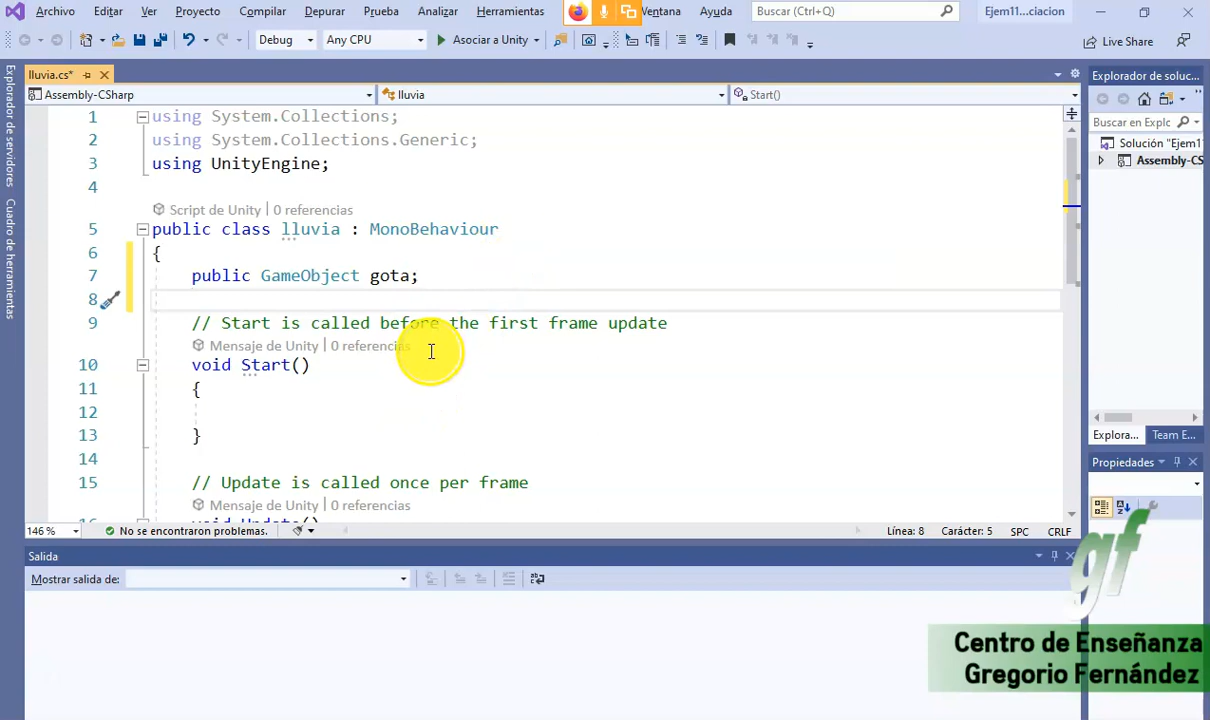 Archivo Editar Ver Proyecto Compilar Depurar Prueba Analizar Herramientas Ventana Ayuda Buscar (Ctrl+Q) Ejem11...ciacion
Debug Any CPU Asociar a Unity Live Share
Explorador de servidores
Cuadro de herramientas
lluvia.cs*
Assembly-CSharp lluvia Start()
1 using System.Collections;
2 using System.Collections.Generic;
3 using UnityEngine;
4
Script de Unity | 0 referencias
5 public class lluvia : MonoBehaviour
6 {
7 public GameObject gota;
8
9 // Start is called before the first frame update
Mensaje de Unity | 0 referencias
10 void Start()
11 {
12
13 }
14
15 // Update is called once per frame
Mensaje de Unity | 0 referencias
16 void Update()
146 % No se encontraron problemas. Línea: 8 Carácter: 5 SPC CRLF
Salida
Mostrar salida de:
Explorador de soluc...
Buscar en Explc
Solución "Ejem11
Assembly-CS
Explora... Team E...
Propiedades
gf
Centro de Enseñanza
Gregorio Fernández